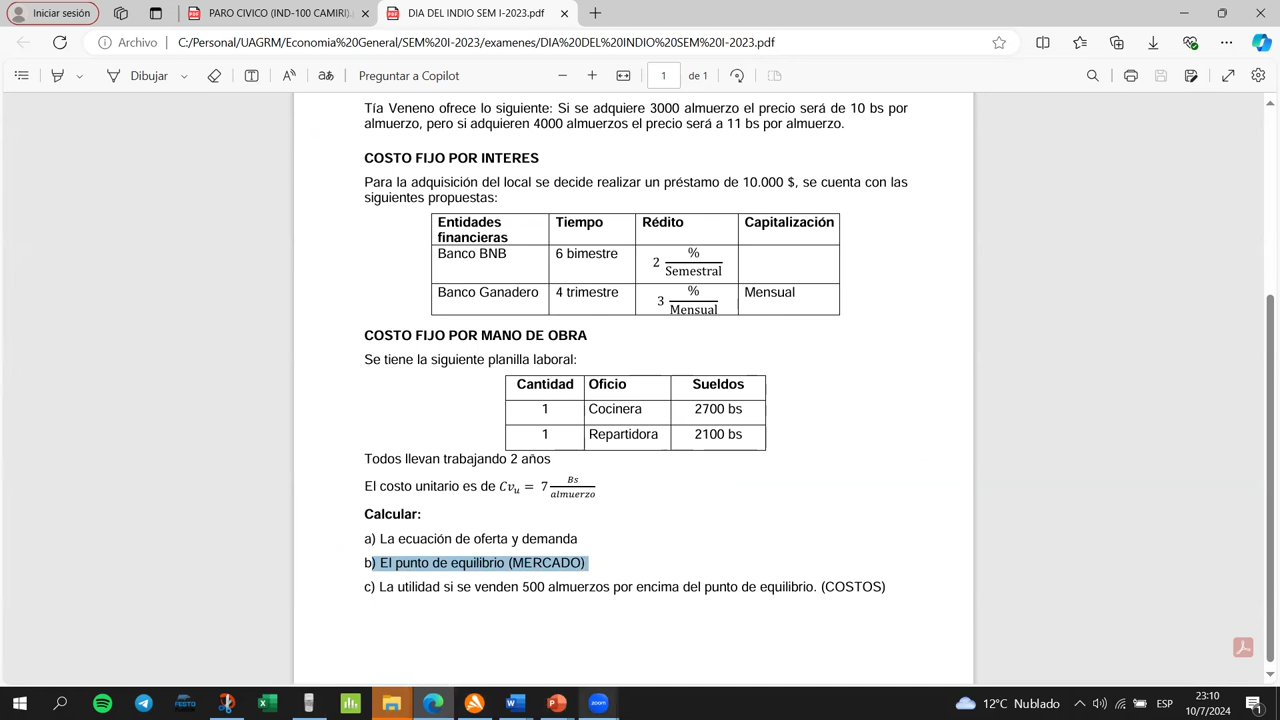 Iniciar sesión
PARO CIVICO (IND-100 CAMIRI).
DIA DEL INDIO SEM I-2023.pdf
Archivo
C:/Personal/UAGRM/Economia%20General/SEM%20I-2023/examenes/DIA%20DEL%20INDIO%20SEM%20I-2023.pdf
Dibujar
Preguntar a Copilot
1
de 1
Tía Veneno ofrece lo siguiente: Si se adquiere 3000 almuerzo el precio será de 10 bs por
almuerzo, pero si adquieren 4000 almuerzos el precio será a 11 bs por almuerzo.
COSTO FIJO POR INTERES
Para la adquisición del local se decide realizar un préstamo de 10.000 $, se cuenta con las
siguientes propuestas:
Entidades financieras Tiempo Rédito Capitalización
Banco BNB 6 bimestre 2 %/Semestral
Banco Ganadero 4 trimestre 3 %/Mensual Mensual
COSTO FIJO POR MANO DE OBRA
Se tiene la siguiente planilla laboral:
Cantidad Oficio Sueldos
1 Cocinera 2700 bs
1 Repartidora 2100 bs
Todos llevan trabajando 2 años
El costo unitario es de Cvu = 7 Bs/almuerzo
Calcular:
a) La ecuación de oferta y demanda
b) El punto de equilibrio (MERCADO)
c) La utilidad si se venden 500 almuerzos por encima del punto de equilibrio. (COSTOS)
12°C Nublado
ESP
23:10
10/7/2024